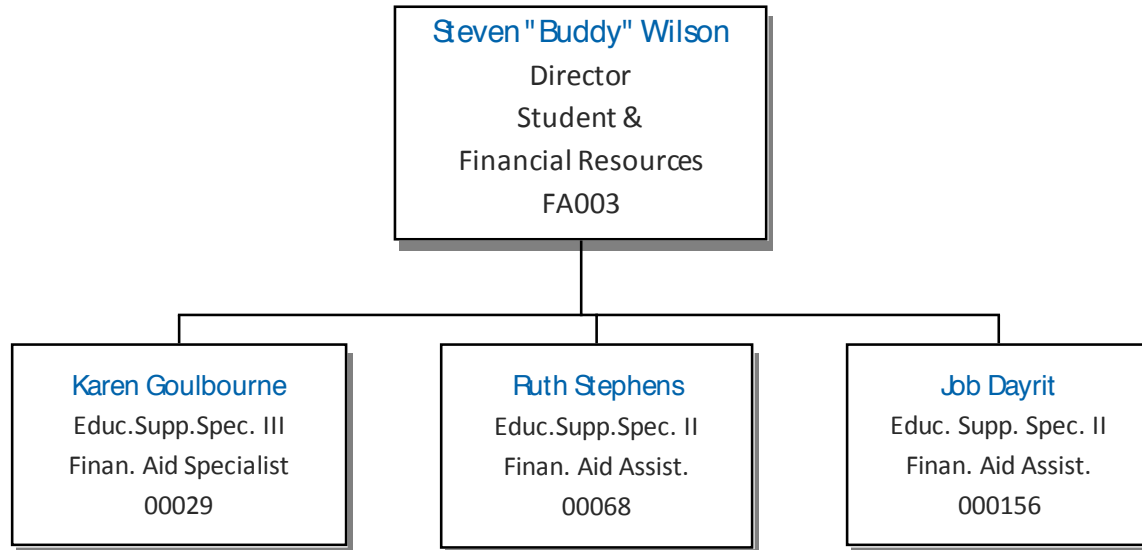 Steven "Buddy" Wilson
Director
Student &
Financial Resources
FA003
Karen Goulbourne
Educ.Supp.Spec. III
Finan. Aid Specialist
00029
Ruth Stephens
Educ.Supp.Spec. II
Finan. Aid Assist.
00068
Job Dayrit
Educ. Supp. Spec. II
Finan. Aid Assist.
000156